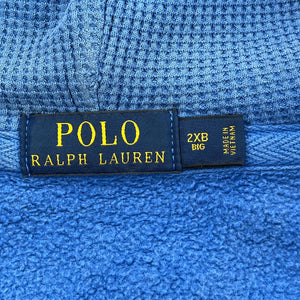 POLO
RALPH LAUREN
2XB
BIG
MADE IN
VIETNAM